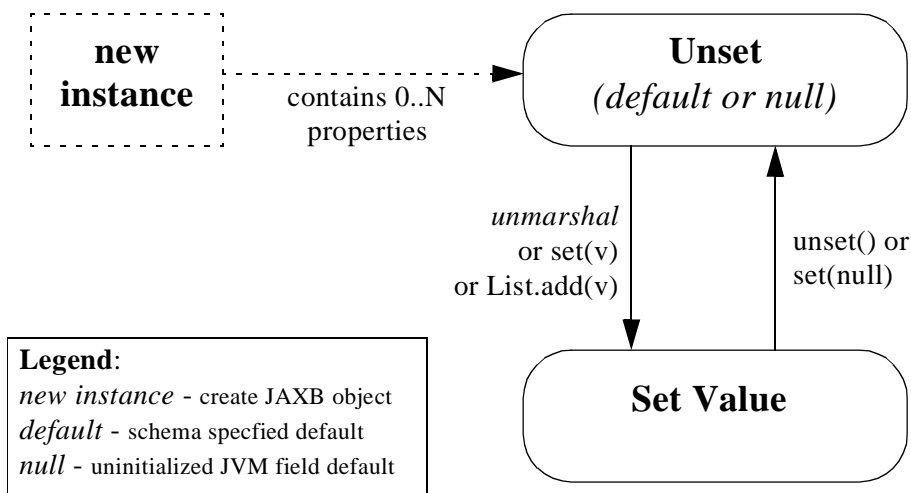 new
instance
contains 0..N
properties
Unset
(default or null)
unmarshal
or set(v)
or List.add(v)
unset() or
set(null)
Set Value
Legend:
new instance - create JAXB object
default - schema specfied default
null - uninitialized JVM field default